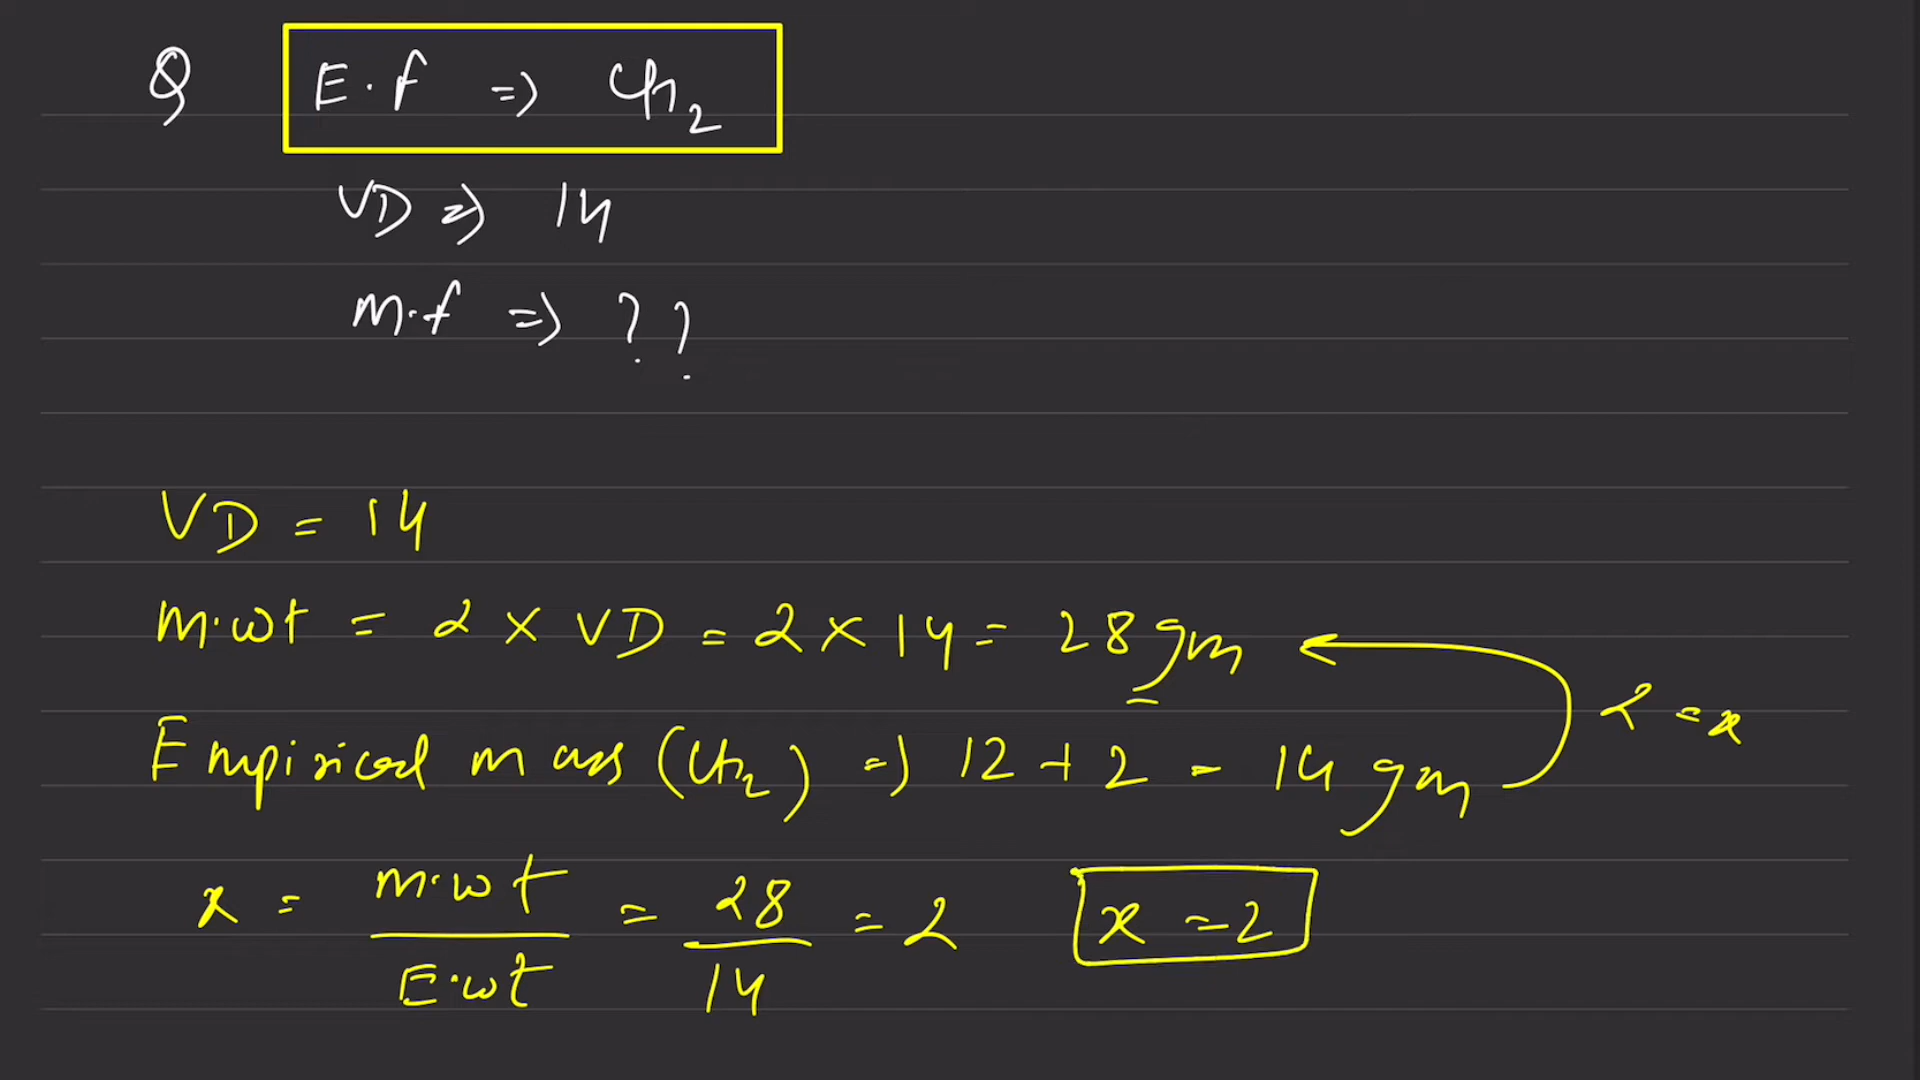 Q E.f => CH2
VD => 14
M.f => ??
VD = 14
M.wt = 2 × VD = 2 × 14 = 28 gm
Empirical mass (CH2) => 12 + 2 - 14 gm 2 = x
x = M.wt / E.wt = 28 / 14 = 2 x = 2